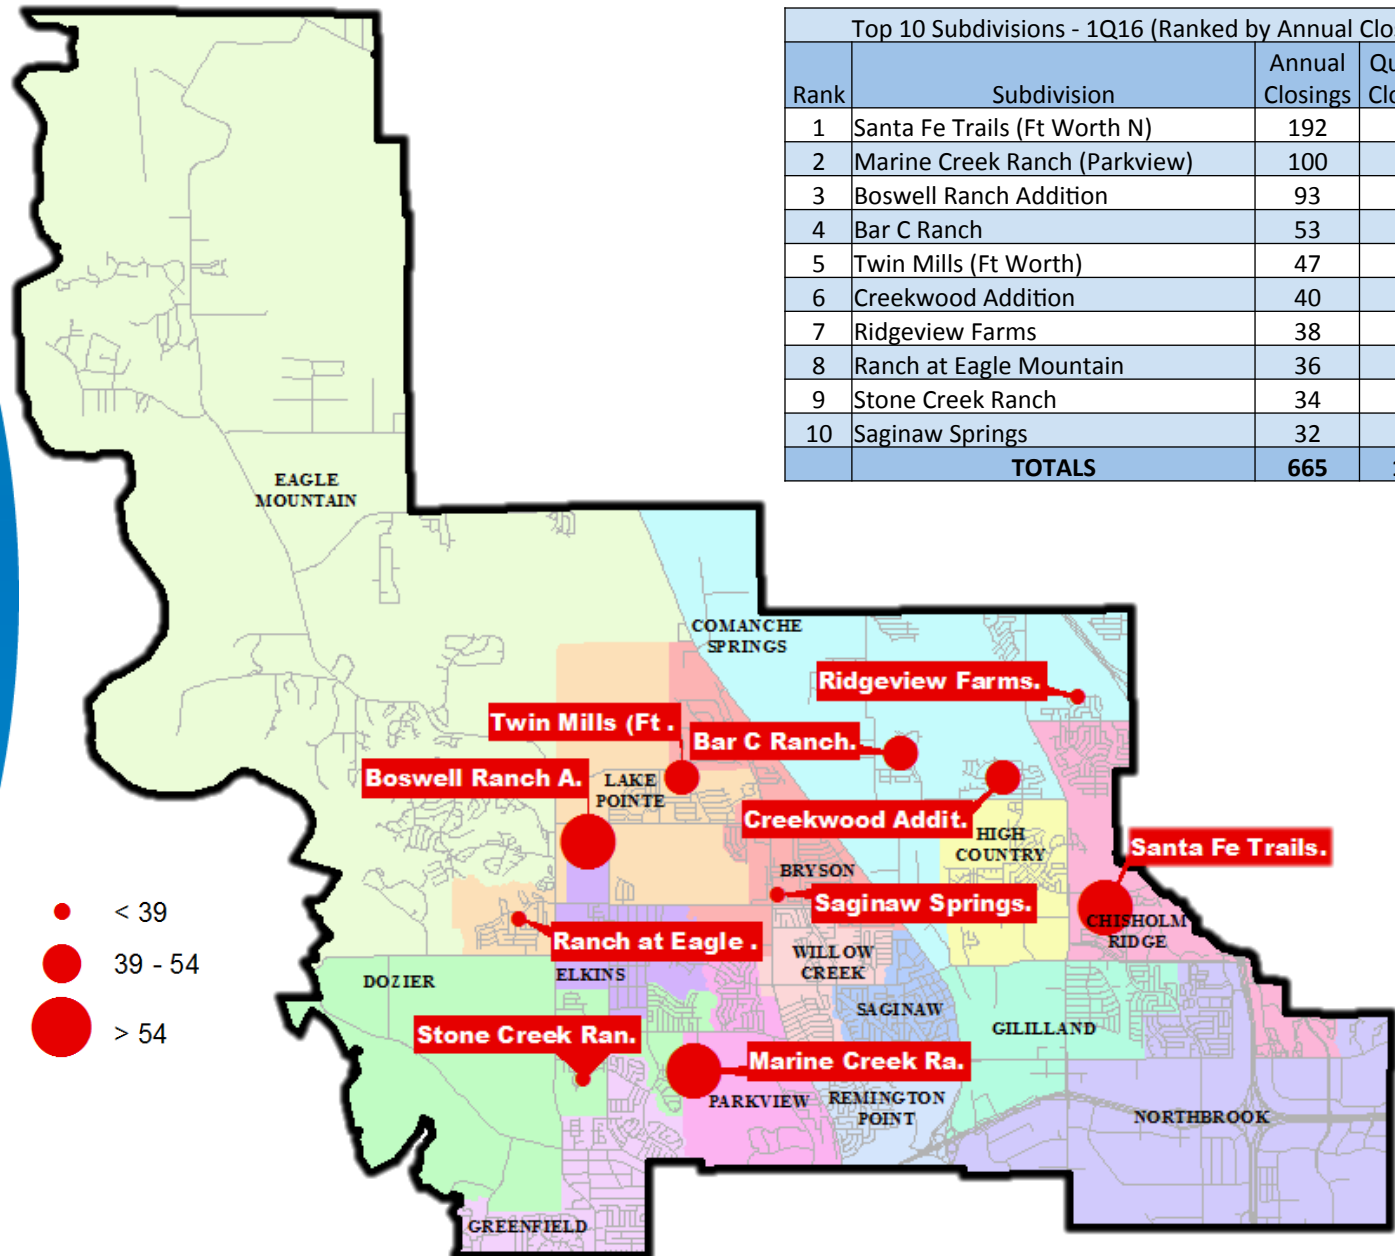 Top 10 Subdivisions - 1Q16 (Ranked by Annual Clo
Rank Subdivision Annual Closings Qu Clo
1 Santa Fe Trails (Ft Worth N) 192
2 Marine Creek Ranch (Parkview) 100
3 Boswell Ranch Addition 93
4 Bar C Ranch 53
5 Twin Mills (Ft Worth) 47
6 Creekwood Addition 40
7 Ridgeview Farms 38
8 Ranch at Eagle Mountain 36
9 Stone Creek Ranch 34
10 Saginaw Springs 32
TOTALS 665
EAGLE
MOUNTAIN
COMANCHE
SPRINGS
Ridgeview Farms.
Twin Mills (Ft .
Bar C Ranch.
Boswell Ranch A.
LAKE
POINTE
Creekwood Addit.
HIGH
COUNTRY
Santa Fe Trails.
BRYSON
Saginaw Springs.
CHISHOLM
RIDGE
Ranch at Eagle .
WILLOW
CREEK
ELKINS
DOZIER
SAGINAW
GILILLAND
Stone Creek Ran.
Marine Creek Ra.
PARKVIEW
REMINGTON
POINT
NORTHBROOK
GREENFIELD
< 39
39 - 54
> 54